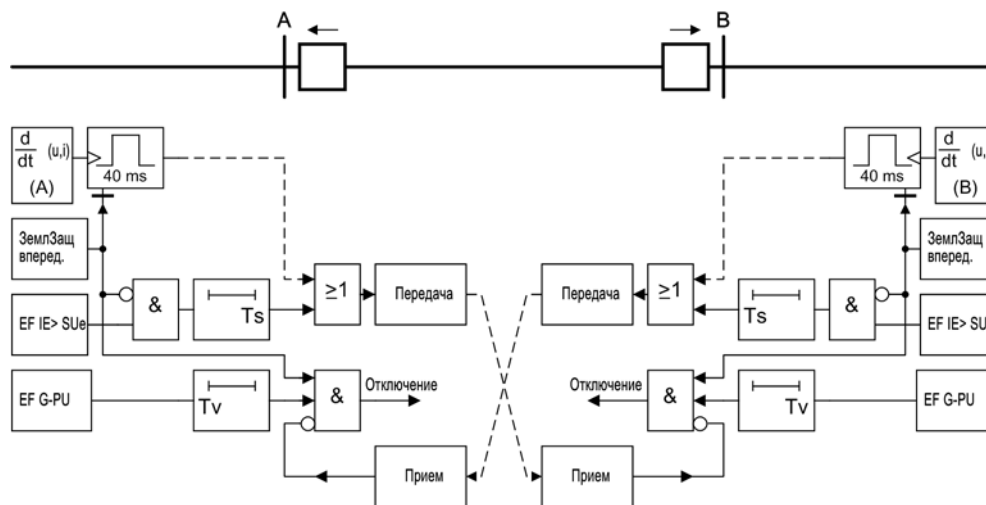 A
B
d/dt (u,i)
(A)
40 ms
40 ms
d/dt (u,
(B)
ЗемлЗащ
вперед.
ЗемлЗащ
вперед.
EF IE> SUe
&
Ts
≥1
Передача
Передача
≥1
Ts
&
EF IE> SU
EF G-PU
Tv
&
Отключение
Отключение
&
Tv
EF G-PU
Прием
Прием